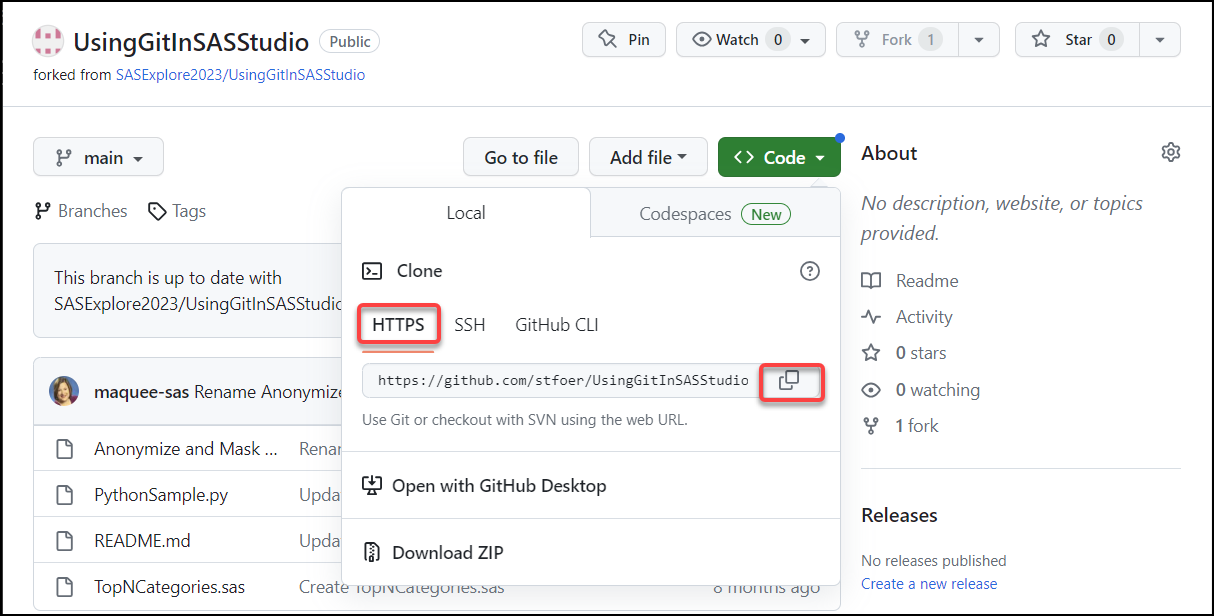 UsingGitInSASStudio Public
Pin
Watch 0
Fork 1
Star 0
forked from SASExplore2023/UsingGitInSASStudio
main
Go to file
Add file
<> Code
Branches
Tags
This branch is up to date with
SASExplore2023/UsingGitInSASStudio
maquee-sas Rename Anonymize
Anonymize and Mask ...
PythonSample.py
README.md
TopNCategories.sas Create TopNCategories.sas 8 months ago
Local
Codespaces New
Clone
HTTPS SSH GitHub CLI
https://github.com/stfoer/UsingGitInSASStudio
Use Git or checkout with SVN using the web URL.
Open with GitHub Desktop
Download ZIP
About
No description, website, or topics
provided.
Readme
Activity
0 stars
0 watching
1 fork
Releases
No releases published
Create a new release